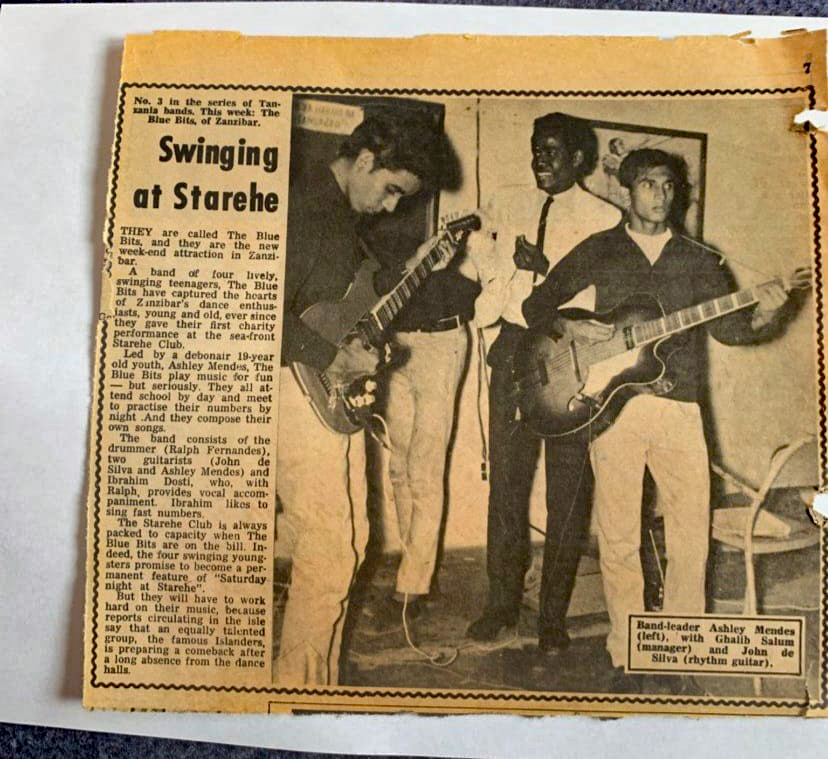 7
No. 3 in the series of Tan-
zania bands. This week: The
Blue Bits, of Zanzibar.
Swinging
at Starehe
THEY are called The Blue
Bits, and they are the new
week-end attraction in Zanzi-
bar.
A band of four lively,
swinging teenagers, The Blue
Bits have captured the hearts
of Zanzibar's dance enthus-
iasts, young and old, ever since
they gave their first charity
performance at the sea-front
Starehe Club.
Led by a debonair 19-year
old youth, Ashley Mendes, The
Blue Bits play music for fun
— but seriously. They all at-
tend school by day and meet
to practise their numbers by
night .And they compose their
own songs.
The band consists of the
drummer (Ralph Fernandes),
two guitarists (John de
Silva and Ashley Mendes) and
Ibrahim Dosti, who, with
Ralph, provides vocal accom-
paniment. Ibrahim likes to
sing fast numbers.
The Starehe Club is always
packed to capacity when The
Blue Bits are on the bill. In-
deed, the four swinging young-
sters promise to become a per-
manent feature of "Saturday
night at Starehe".
But they will have to work
hard on their music, because
reports circulating in the isle
say that an equally talented
group, the famous Islanders,
is preparing a comeback after
a long absence from the dance
halls.
Band-leader Ashley Mendes
(left), with Ghalib Salum
(manager) and John de
Silva (rhythm guitar).